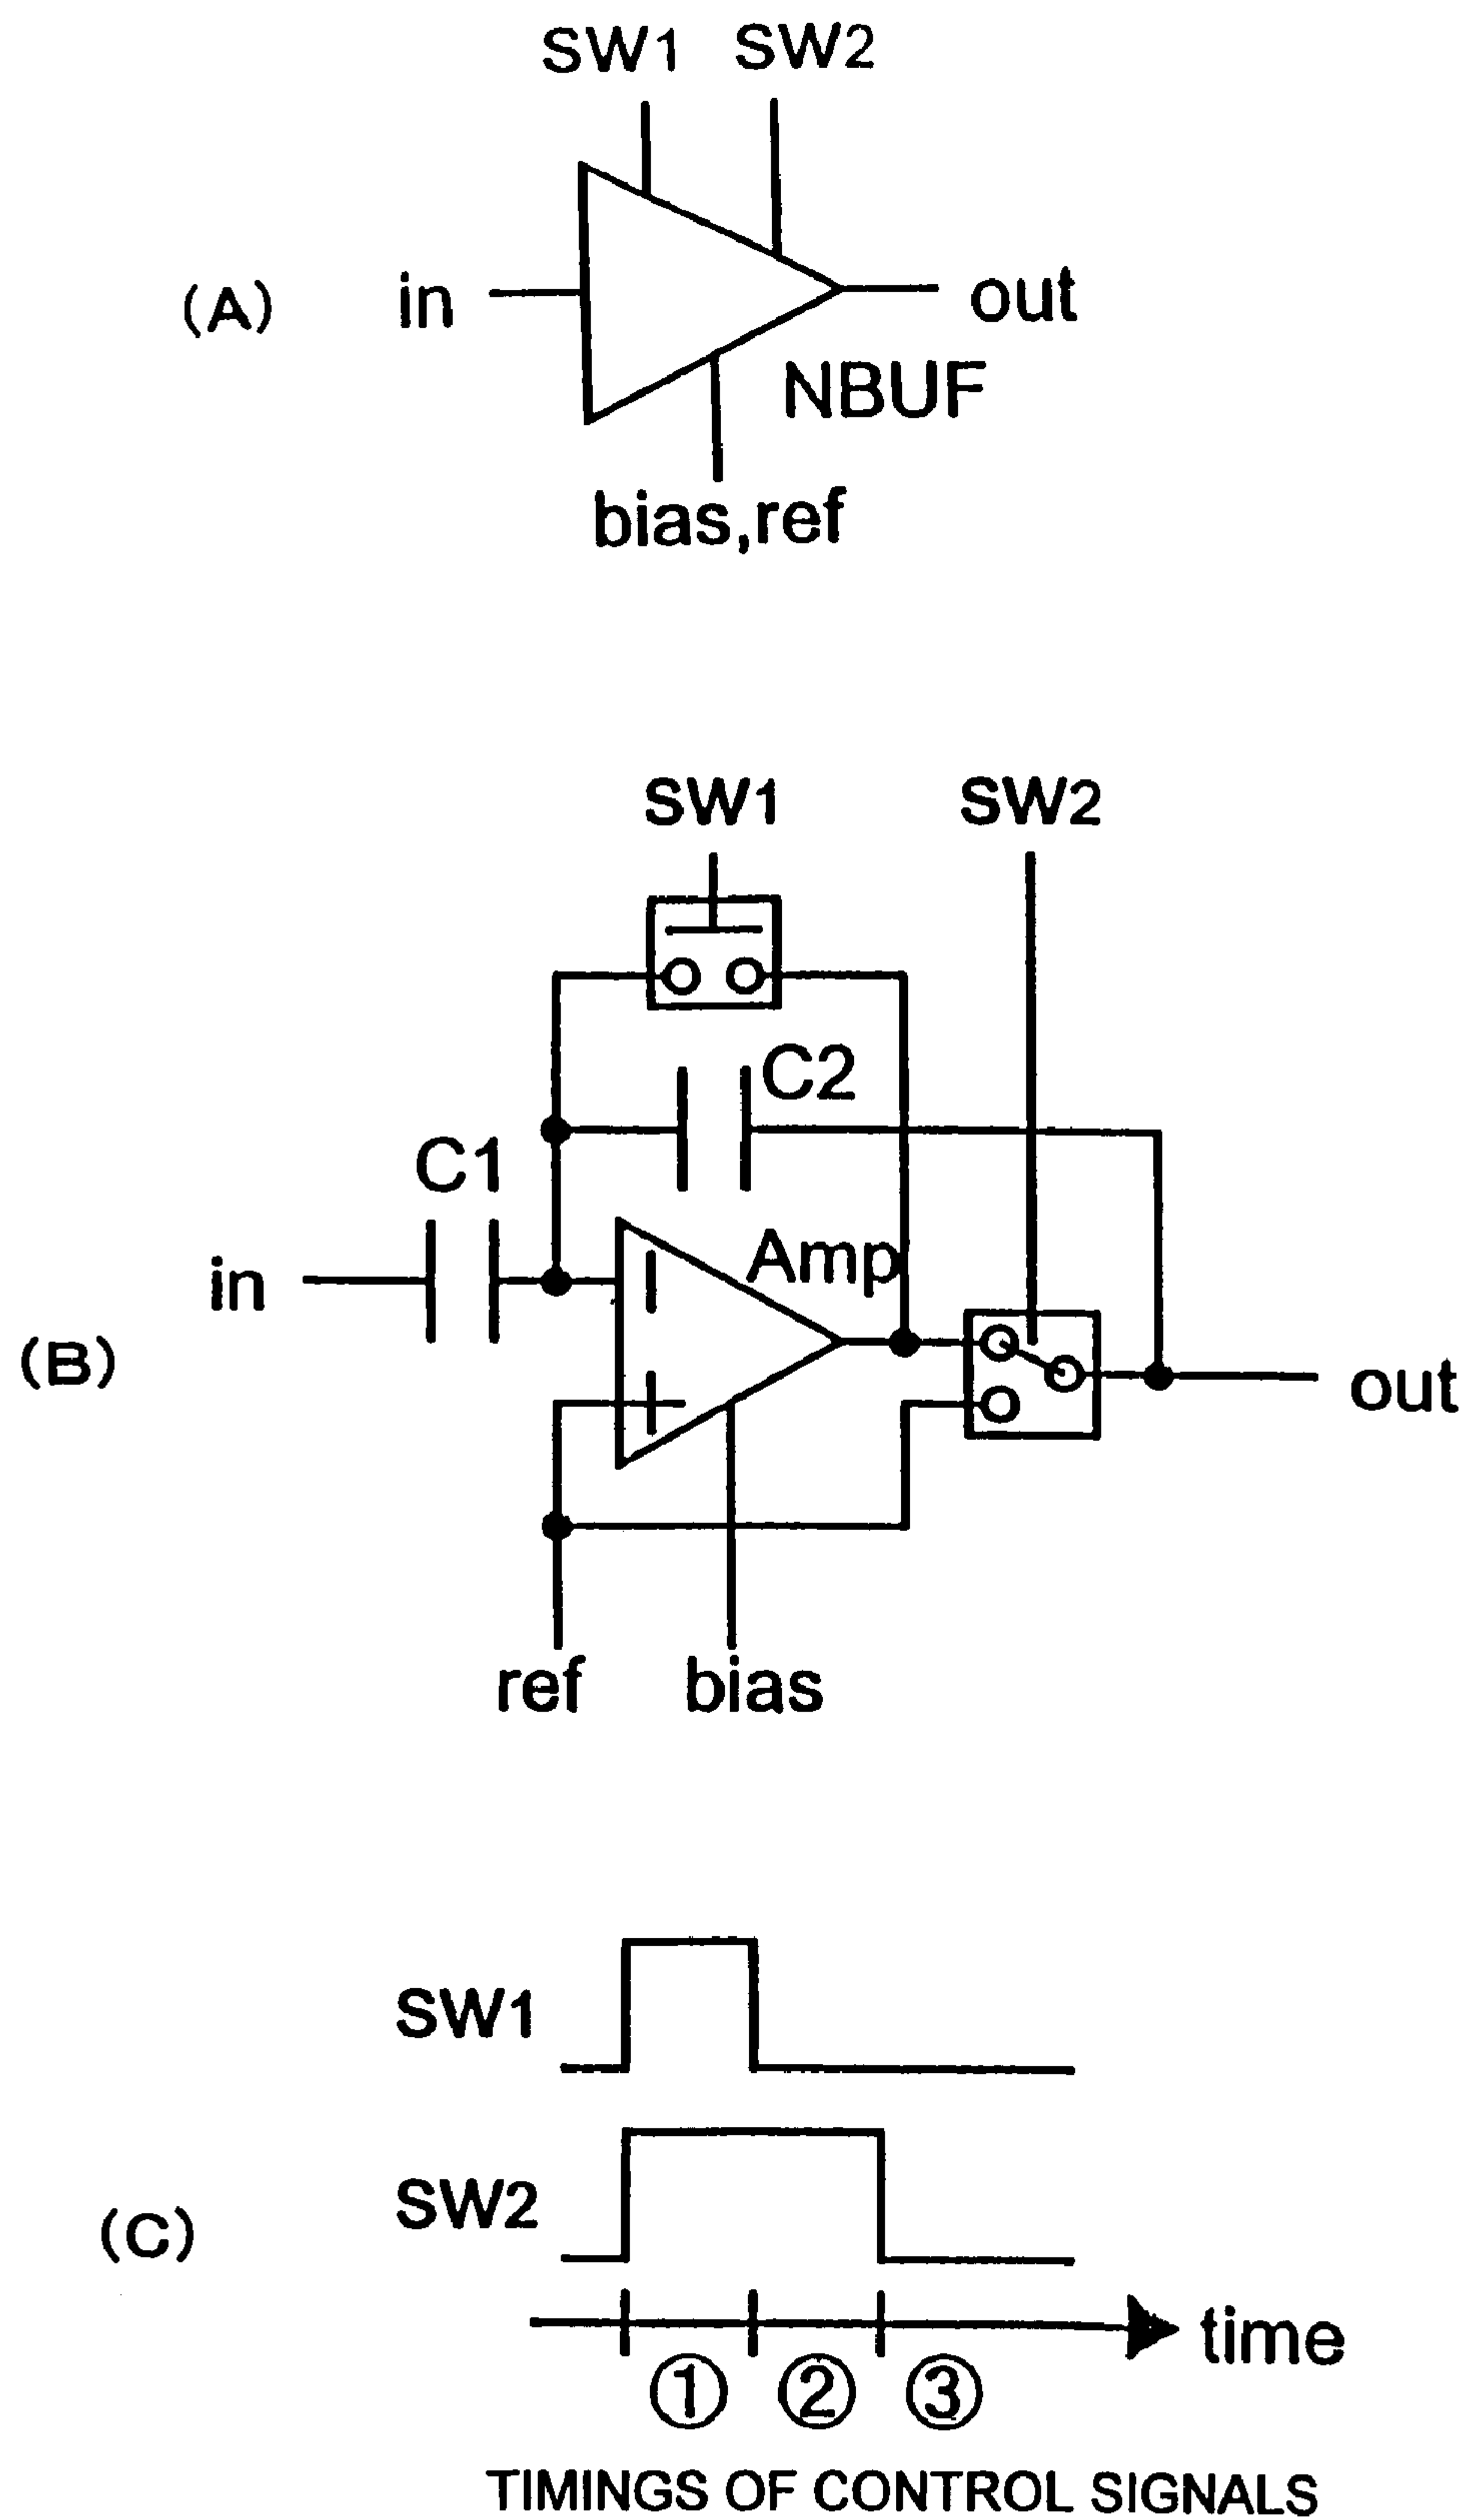 SW1 SW2
(A) in out
NBUF
bias,ref
SW1 SW2
C2
C1
Amp
in
(B) out
ref bias
SW1
SW2
(C)
time
① ② ③
TIMINGS OF CONTROL SIGNALS